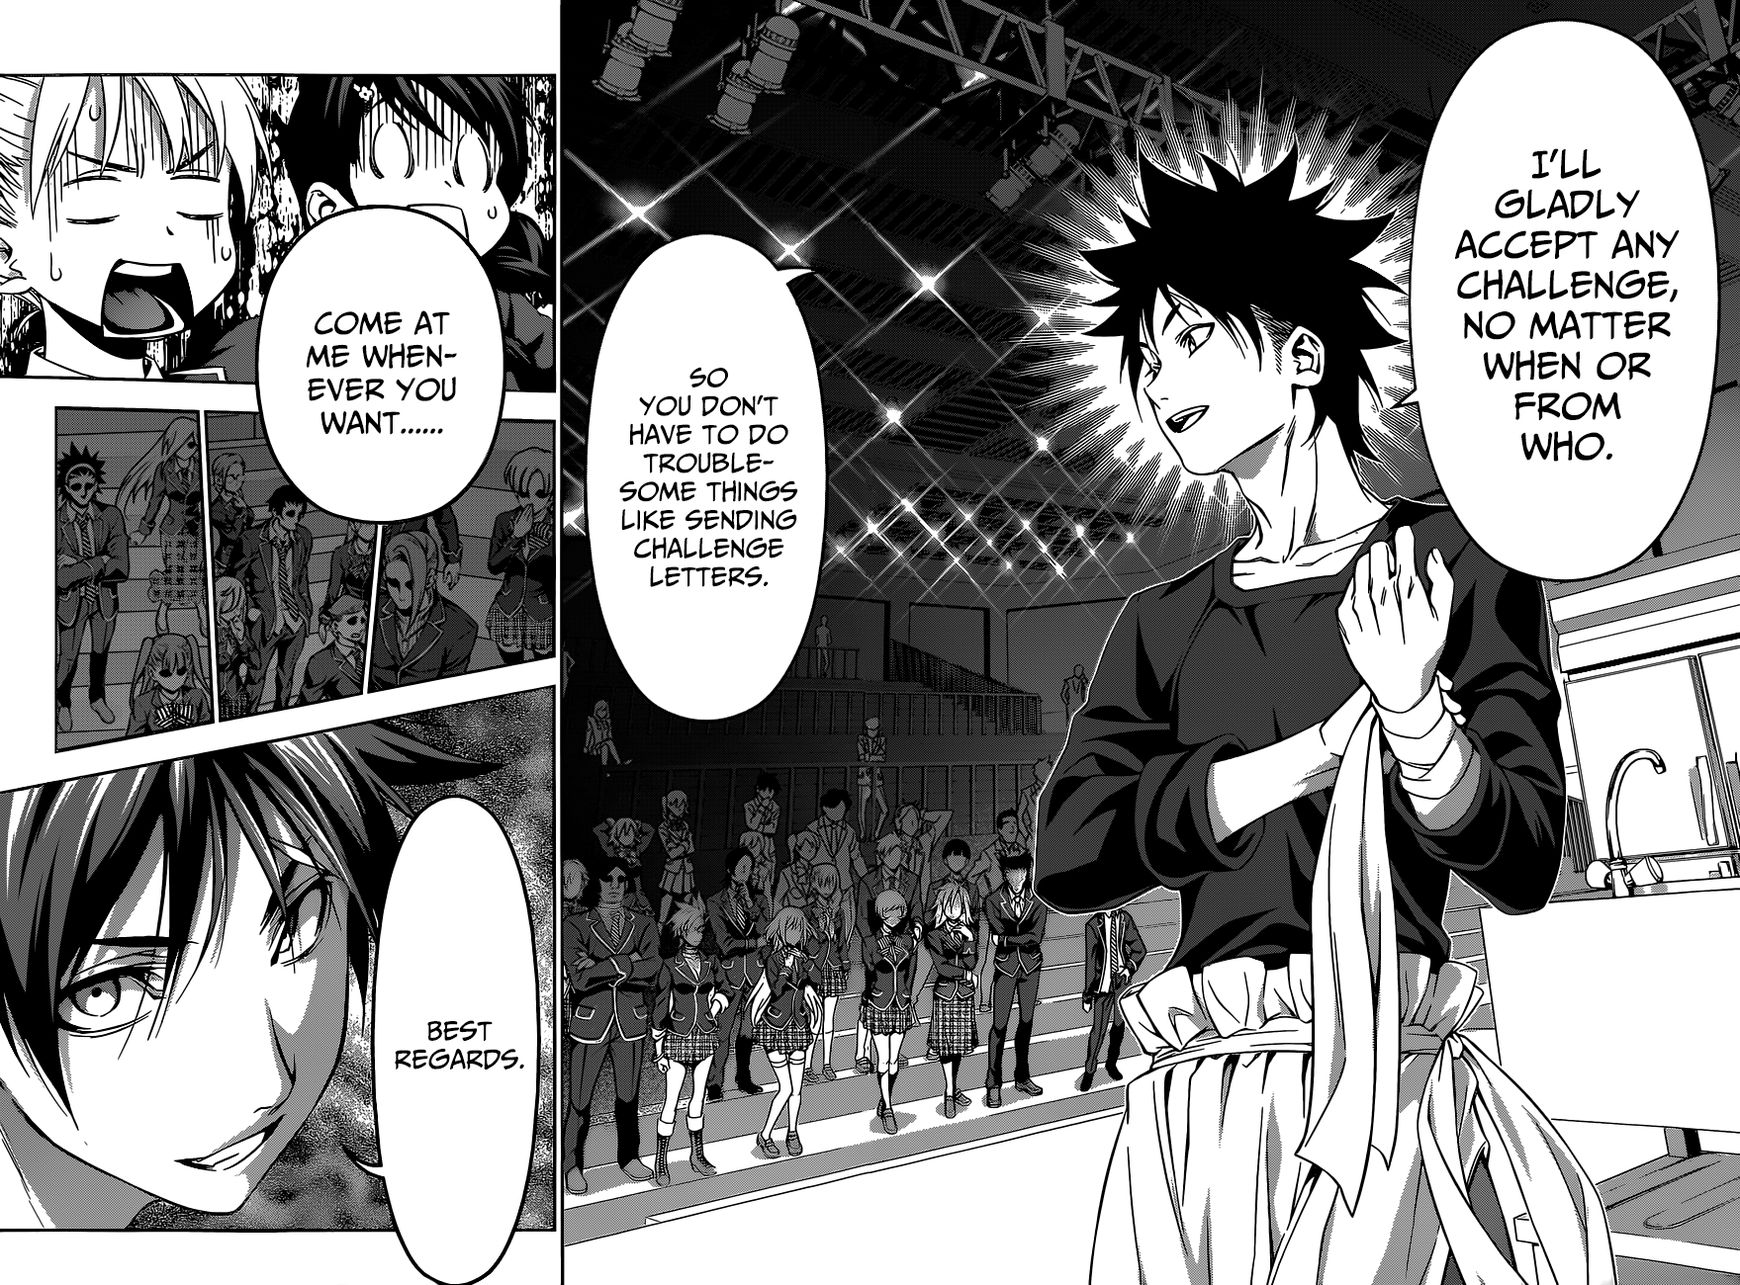 I'LL
GLADLY
ACCEPT ANY
CHALLENGE,
NO MATTER
WHEN OR
FROM
WHO.
SO
YOU DON'T
HAVE TO DO
TROUBLE-
SOME THINGS
LIKE SENDING
CHALLENGE
LETTERS.
COME AT
ME WHEN-
EVER YOU
WANT......
BEST
REGARDS.